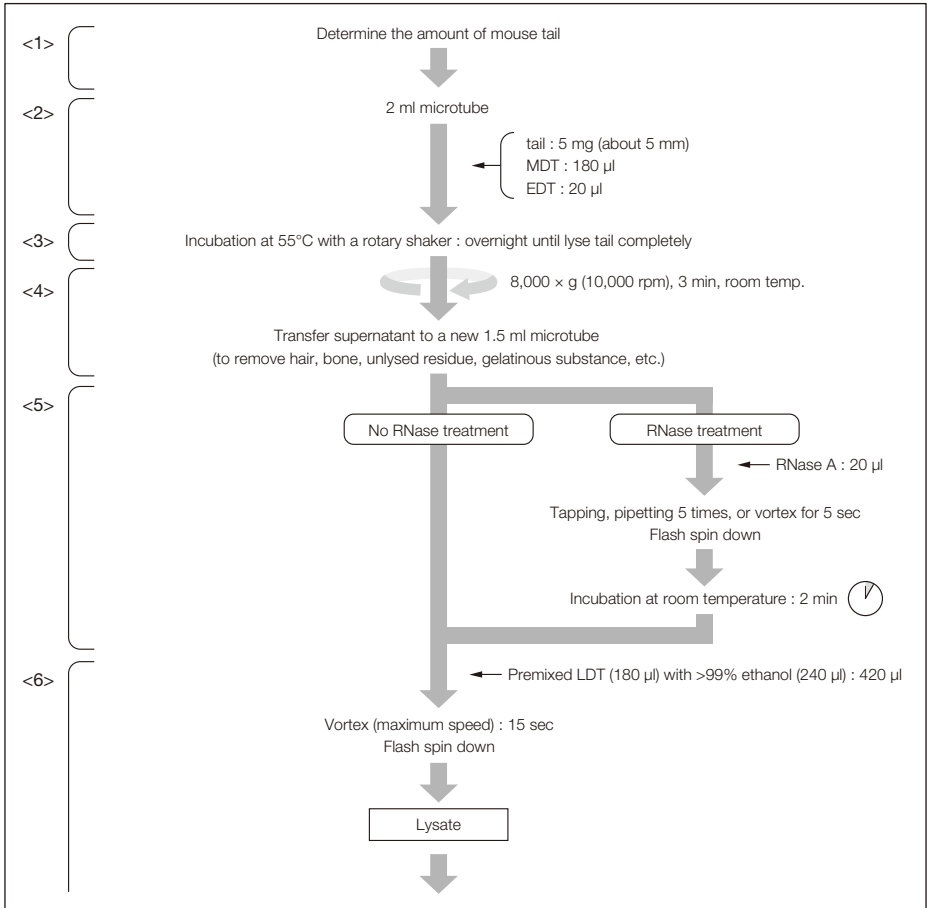 <1>
Determine the amount of mouse tail
<2>
2 ml microtube
tail : 5 mg (about 5 mm)
MDT : 180 µl
EDT : 20 µl
<3>
Incubation at 55°C with a rotary shaker : overnight until lyse tail completely
<4>
8,000 × g (10,000 rpm), 3 min, room temp.
Transfer supernatant to a new 1.5 ml microtube
(to remove hair, bone, unlysed residue, gelatinous substance, etc.)
<5>
No RNase treatment
RNase treatment
RNase A : 20 µl
Tapping, pipetting 5 times, or vortex for 5 sec
Flash spin down
Incubation at room temperature : 2 min
<6>
Premixed LDT (180 µl) with >99% ethanol (240 µl) : 420 µl
Vortex (maximum speed) : 15 sec
Flash spin down
Lysate